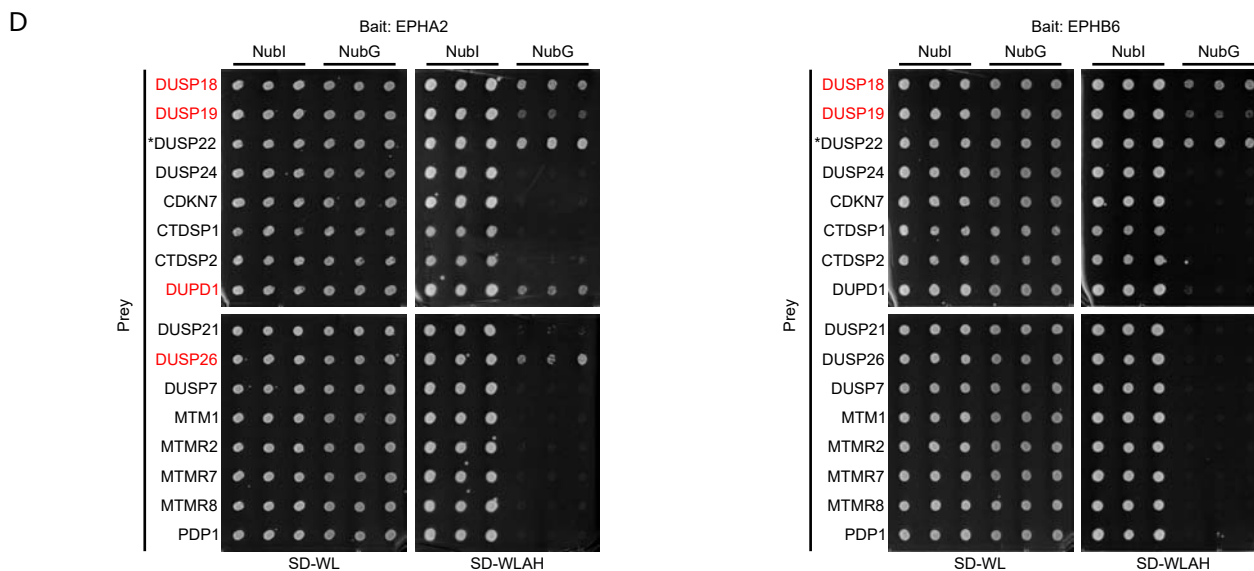 D
Bait: EPHA2
NubI NubG NubI NubG
Prey
DUSP18
DUSP19
*DUSP22
DUSP24
CDKN7
CTDSP1
CTDSP2
DUPD1
DUSP21
DUSP26
DUSP7
MTM1
MTMR2
MTMR7
MTMR8
PDP1
SD-WL SD-WLAH
Bait: EPHB6
NubI NubG NubI NubG
Prey
DUSP18
DUSP19
*DUSP22
DUSP24
CDKN7
CTDSP1
CTDSP2
DUPD1
DUSP21
DUSP26
DUSP7
MTM1
MTMR2
MTMR7
MTMR8
PDP1
SD-WL SD-WLAH